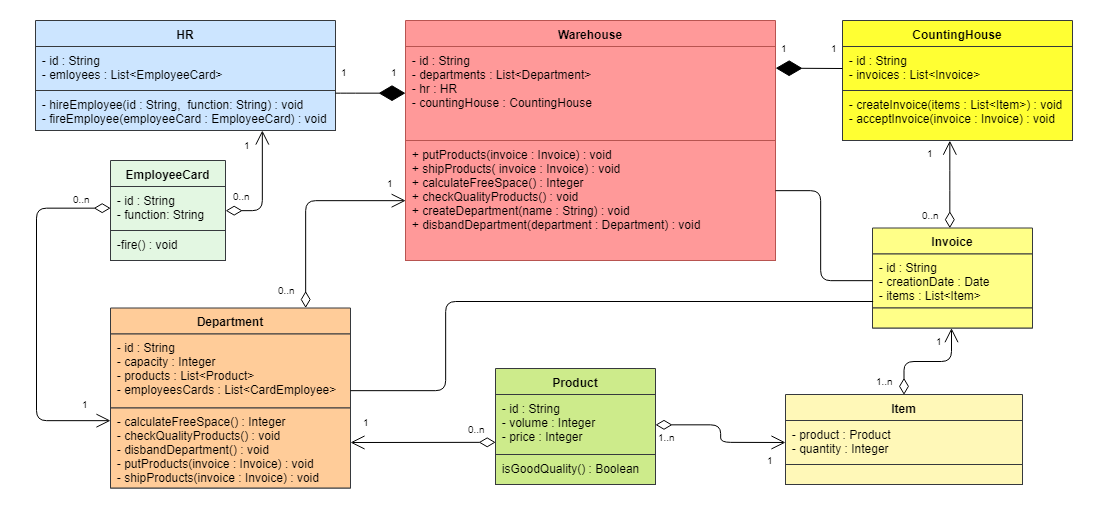 HR
- id : String
- emloyees : List<EmployeeCard>
- hireEmployee(id : String,  function: String) : void
- fireEmployee(employeeCard : EmployeeCard) : void
1
1
Warehouse
- id : String
- departments : List<Department>
- hr : HR
- countingHouse : CountingHouse
+ putProducts(invoice : Invoice) : void
+ shipProducts( invoice : Invoice) : void
+ calculateFreeSpace() : Integer
+ checkQualityProducts() : void
+ createDepartment(name : String) : void
+ disbandDepartment(department : Department) : void
1
1
CountingHouse
- id : String
- invoices : List<Invoice>
- createInvoice(items : List<Item>) : void
- acceptInvoice(invoice : Invoice) : void
1
1
0..n
EmployeeCard
- id : String
- function: String
-fire() : void
0..n
1
1
0..n
Invoice
- id : String
- creationDate : Date
- items : List<Item>
0..n
Department
- id : String
- capacity : Integer
- products : List<Product>
- employeesCards : List<CardEmployee>
- calculateFreeSpace() : Integer
- checkQualityProducts() : void
- disbandDepartment() : void
- putProducts(invoice : Invoice) : void
- shipProducts(invoice : Invoice) : void
1
1
0..n
Product
- id : String
- volume : Integer
- price : Integer
isGoodQuality() : Boolean
1..n
1
1
1..n
Item
- product : Product
- quantity : Integer